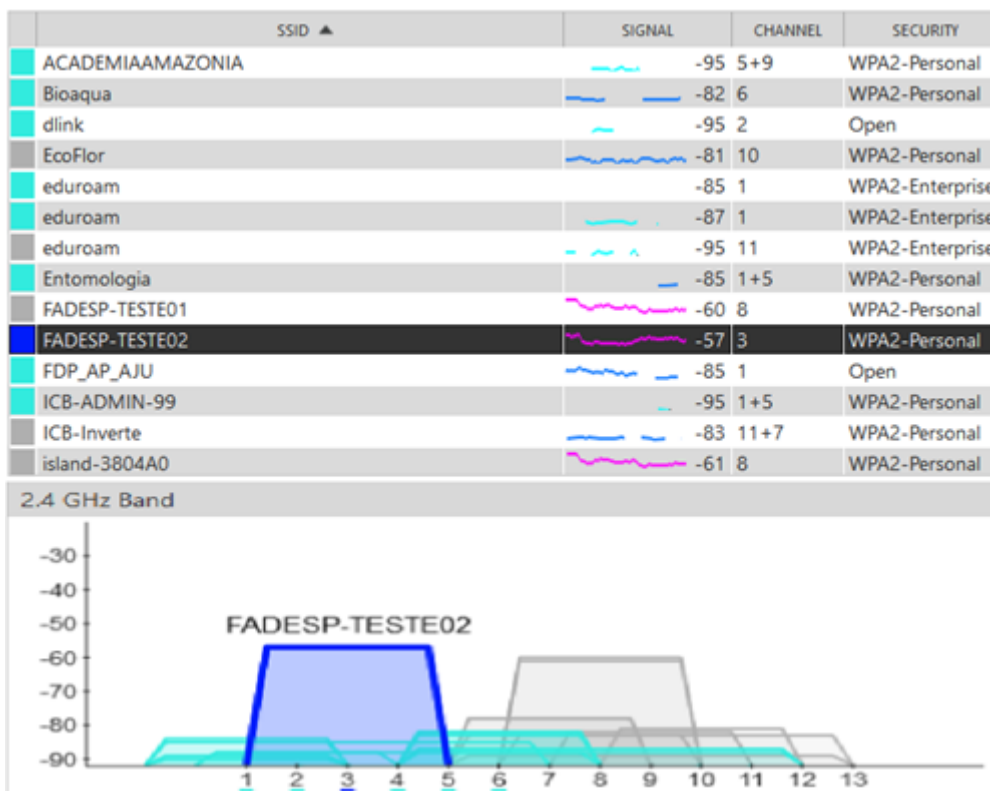 SSID ▲ SIGNAL CHANNEL SECURITY
ACADEMIAAMAZONIA -95 5+9 WPA2-Personal
Bioaqua -82 6 WPA2-Personal
dlink -95 2 Open
EcoFlor -81 10 WPA2-Personal
eduroam -85 1 WPA2-Enterprise
eduroam -87 1 WPA2-Enterprise
eduroam -95 11 WPA2-Enterprise
Entomologia -85 1+5 WPA2-Personal
FADESP-TESTE01 -60 8 WPA2-Personal
FADESP-TESTE02 -57 3 WPA2-Personal
FDP_AP_AJU -85 1 Open
ICB-ADMIN-99 -95 1+5 WPA2-Personal
ICB-Inverte -83 11+7 WPA2-Personal
island-3804A0 -61 8 WPA2-Personal
2.4 GHz Band
-30
-40
-50
FADESP-TESTE02
-60
-70
-80
-90
1 2 3 4 5 6 7 8 9 10 11 12 13